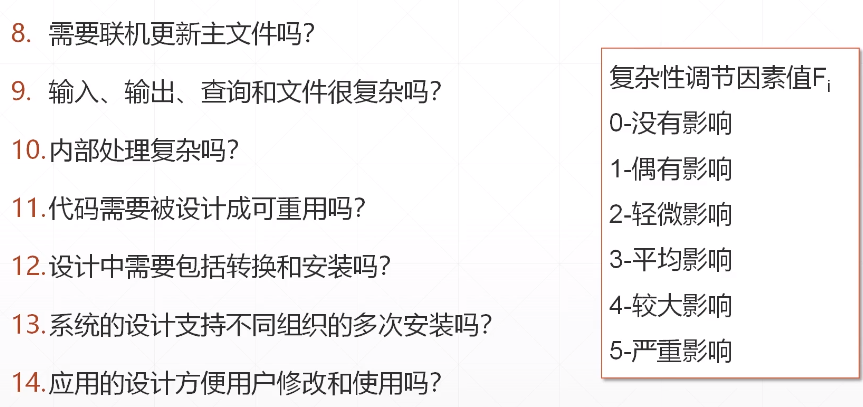 8. 需要联机更新主文件吗?
9. 输入、输出、查询和文件很复杂吗?
10.内部处理复杂吗?
11.代码需要被设计成可重用吗?
12.设计中需要包括转换和安装吗?
13.系统的设计支持不同组织的多次安装吗?
14.应用的设计方便用户修改和使用吗?
复杂性调节因素值Fi
0-没有影响
1-偶有影响
2-轻微影响
3-平均影响
4-较大影响
5-严重影响